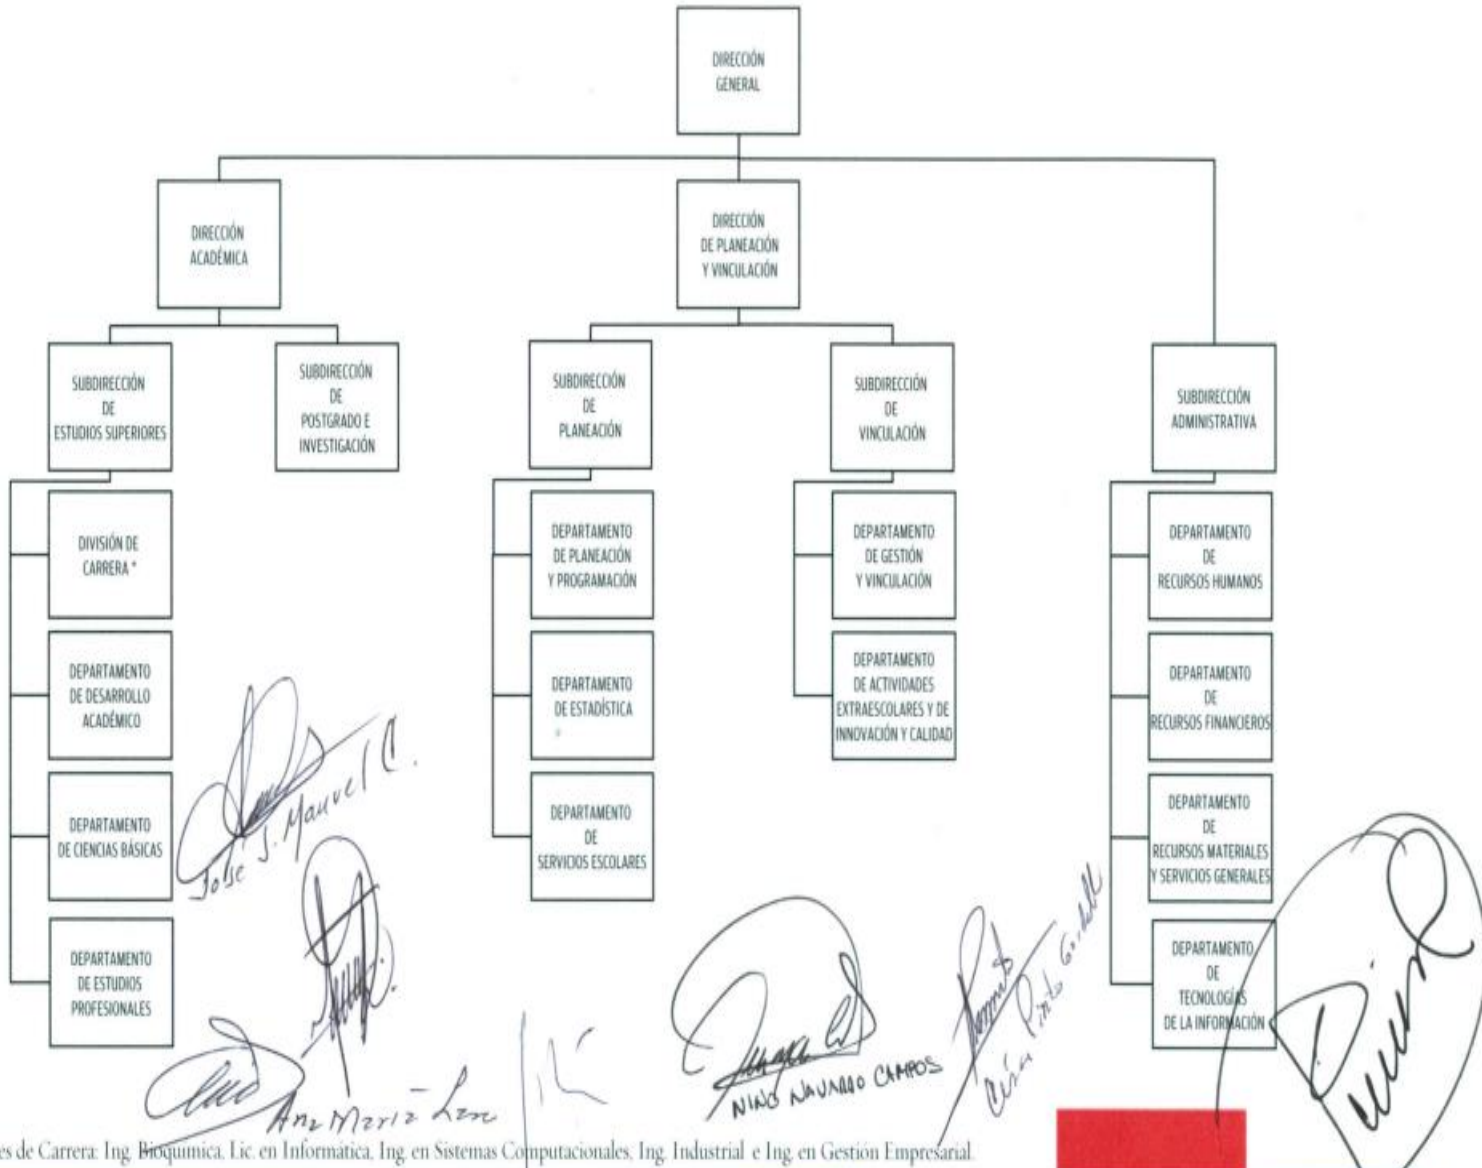 DIRECCIÓN
GENERAL
DIRECCIÓN
ACADÉMICA
DIRECCIÓN
DE PLANEACIÓN
Y VINCULACIÓN
SUBDIRECCIÓN
DE
ESTUDIOS SUPERIORES
SUBDIRECCIÓN
DE
POSTGRADO E
INVESTIGACIÓN
SUBDIRECCIÓN
DE
PLANEACIÓN
SUBDIRECCIÓN
DE
VINCULACIÓN
SUBDIRECCIÓN
ADMINISTRATIVA
DIVISIÓN DE
CARRERA *
DEPARTAMENTO
DE DESARROLLO
ACADÉMICO
DEPARTAMENTO
DE CIENCIAS BÁSICAS
DEPARTAMENTO
DE ESTUDIOS
PROFESIONALES
DEPARTAMENTO
DE PLANEACIÓN
Y PROGRAMACIÓN
DEPARTAMENTO
DE ESTADÍSTICA
DEPARTAMENTO
DE
SERVICIOS ESCOLARES
DEPARTAMENTO
DE GESTIÓN
Y VINCULACIÓN
DEPARTAMENTO
DE ACTIVIDADES
EXTRAESCOLARES Y DE
INNOVACIÓN Y CALIDAD
DEPARTAMENTO
DE
RECURSOS HUMANOS
DEPARTAMENTO
DE
RECURSOS FINANCIEROS
DEPARTAMENTO
DE
RECURSOS MATERIALES
Y SERVICIOS GENERALES
DEPARTAMENTO
DE
TECNOLOGÍAS
DE LA INFORMACIÓN
Jose J. Manuel C.
Ana María
NINO NAVARRO CAMPOS
es de Carrera: Ing. Bioquimica, Lic. en Informática, Ing. en Sistemas Computacionales, Ing. Industrial e Ing. en Gestión Empresarial.